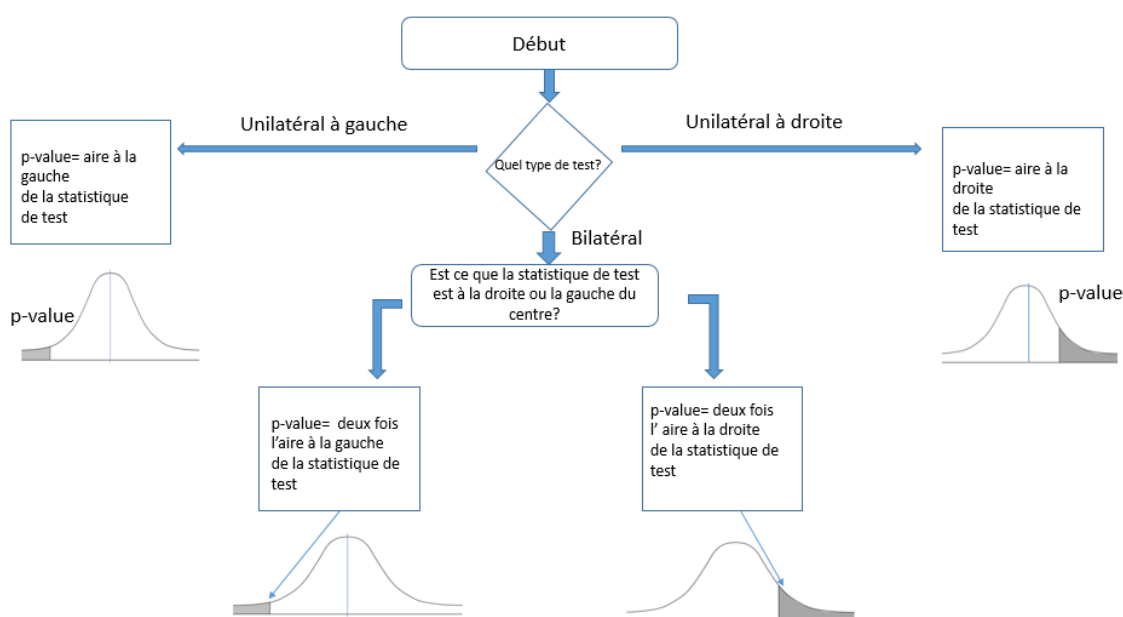 Début
Unilatéral à gauche
Unilatéral à droite
Quel type de test?
p-value= aire à la
gauche
de la statistique
de test
p-value= aire à la
droite
de la statistique de
test
Bilatéral
Est ce que la statistique de test
est à la droite ou la gauche du
centre?
p-value
p-value
p-value= deux fois
l'aire à la gauche
de la statistique de
test
p-value= deux fois
l' aire à la droite
de la statistique de
test